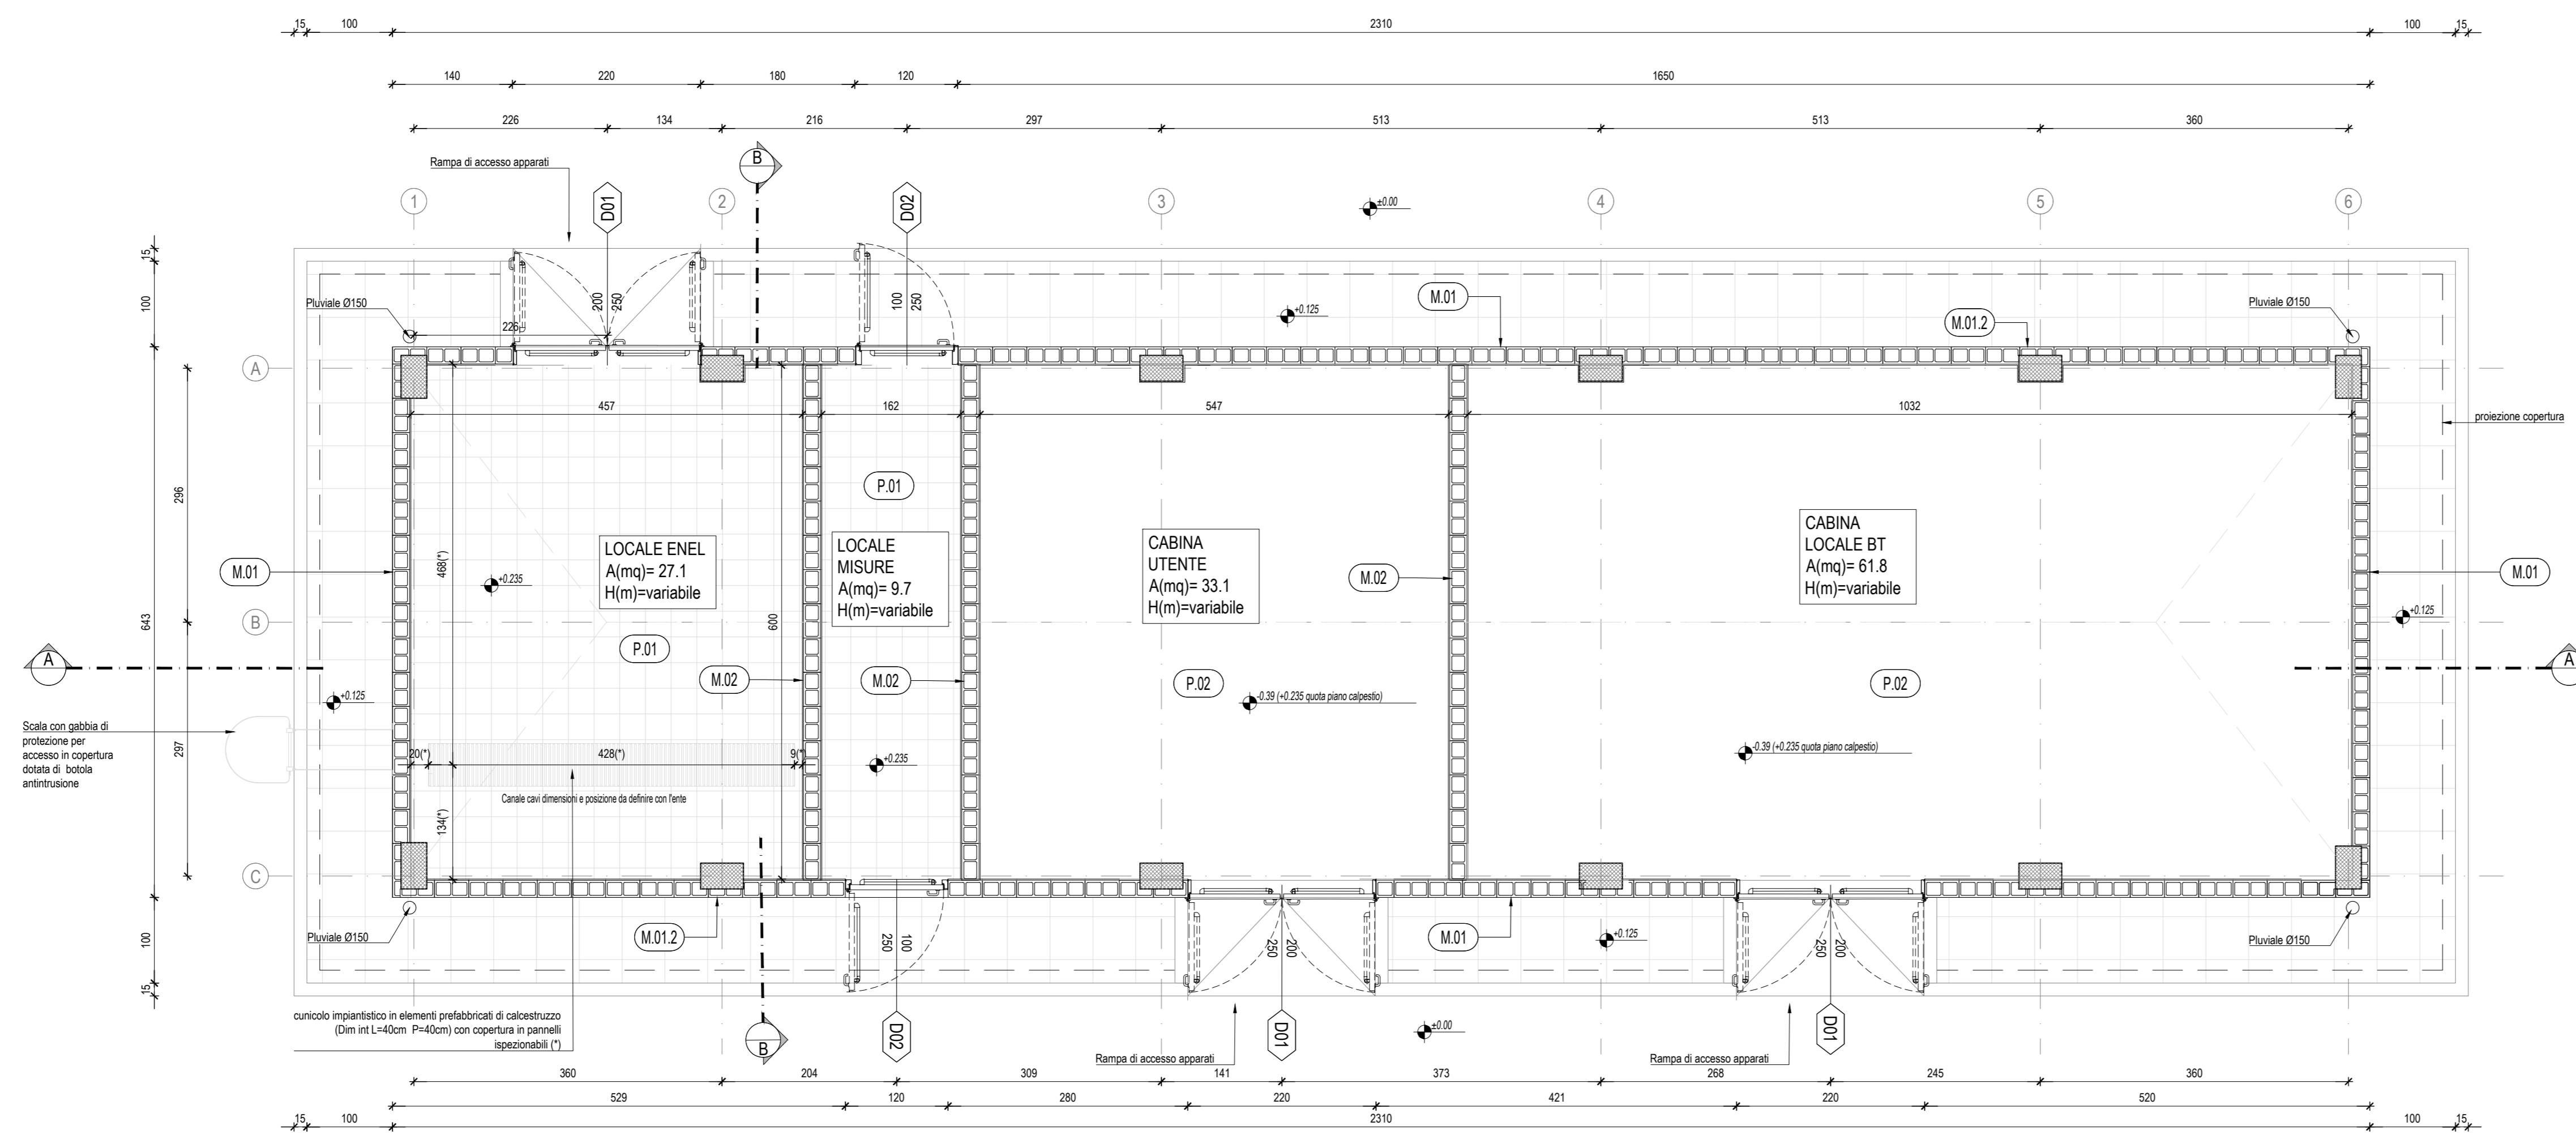 15 100 2310 100 15
140 220 180 120 1650
226 134 216 297 513 513 360
Rampa di accesso apparati
B
D01
D02
1 2 3 4 5 6
±0.00
15
100
643
100
15
296
297
Pluviale Ø150
226
200
250
100
250
+0.125
M.01
M.01.2
Pluviale Ø150
A
457 162 547 1032
proiezione copertura
P.01
LOCALE ENEL
A(mq)= 27.1
H(m)=variabile
LOCALE
MISURE
A(mq)= 9.7
H(m)=variabile
CABINA
UTENTE
A(mq)= 33.1
H(m)=variabile
CABINA
LOCALE BT
A(mq)= 61.8
H(m)=variabile
M.01
468(*)
+0.235
M.02
M.01
B
600
+0.125
P.01
A
A
M.02
M.02
P.02
P.02
+0.125
-0.39 (+0.235 quota piano calpestio)
-0.39 (+0.235 quota piano calpestio)
Scala con gabbia di
protezione per
accesso in copertura
dotata di botola
antintrusione
20(*) 428(*) 9(*)
+0.235
Canale cavi dimensioni e posizione da definire con l'ente
134(*)
C
Pluviale Ø150
M.01.2
250
100
250
200
M.01
+0.125
250
200
Pluviale Ø150
cunicolo impiantistico in elementi prefabbricati di calcestruzzo
(Dim int L=40cm P=40cm) con copertura in pannelli
ispezionabili (*)
B
D02
D01
±0.00
D01
Rampa di accesso apparati
Rampa di accesso apparati
360 204 309 141 373 268 245 360
529 120 280 220 421 220 520
15 100 2310 100 15